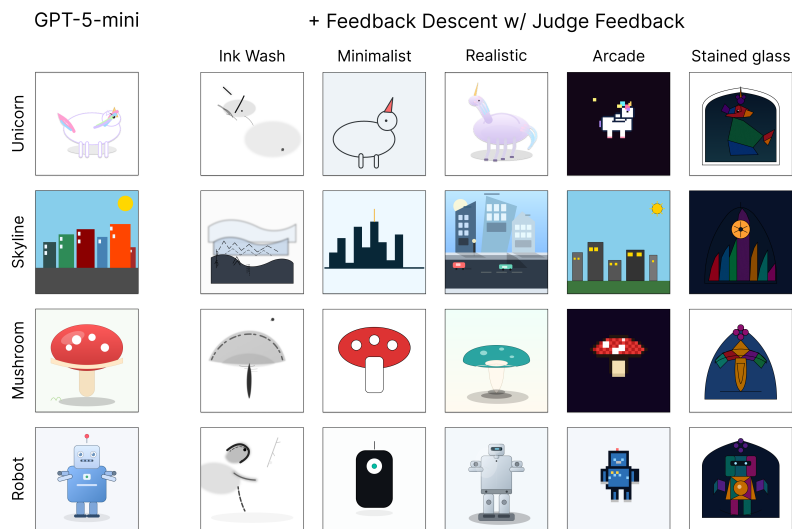 GPT-5-mini
+ Feedback Descent w/ Judge Feedback
Ink Wash
Minimalist
Realistic
Arcade
Stained glass
Unicorn
Skyline
Mushroom
Robot